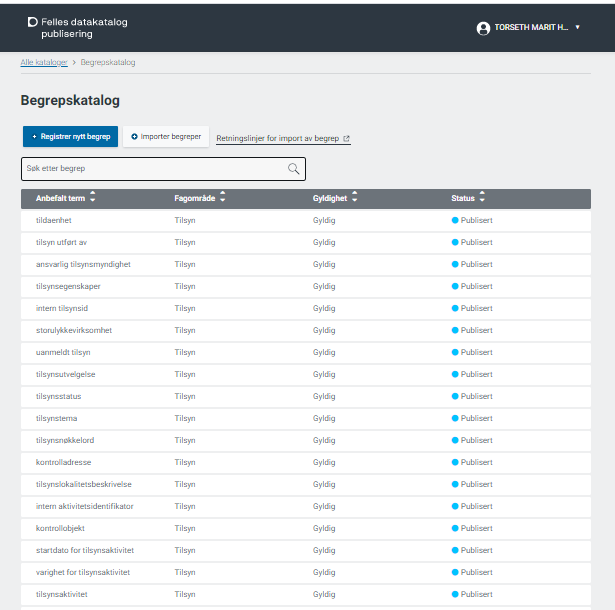 Felles datakatalog
publisering
TORSETH MARIT H...
Alle kataloger > Begrepskatalog
Begrepskatalog
+ Registrer nytt begrep
Importer begreper
Retningslinjer for import av begrep
Søk etter begrep
Anbefalt term Fagområde Gyldighet Status
tildaenhet Tilsyn Gyldig Publisert
tilsyn utført av Tilsyn Gyldig Publisert
ansvarlig tilsynsmyndighet Tilsyn Gyldig Publisert
tilsynsegenskaper Tilsyn Gyldig Publisert
intern tilsynsid Tilsyn Gyldig Publisert
storulykkevirksomhet Tilsyn Gyldig Publisert
uanmeldt tilsyn Tilsyn Gyldig Publisert
tilsynsutvelgelse Tilsyn Gyldig Publisert
tilsynsstatus Tilsyn Gyldig Publisert
tilsynstema Tilsyn Gyldig Publisert
tilsynsnøkkelord Tilsyn Gyldig Publisert
kontrolladresse Tilsyn Gyldig Publisert
tilsynslokalitetsbeskrivelse Tilsyn Gyldig Publisert
intern aktivitetsidentifikator Tilsyn Gyldig Publisert
kontrollobjekt Tilsyn Gyldig Publisert
startdato for tilsynsaktivitet Tilsyn Gyldig Publisert
varighet for tilsynsaktivitet Tilsyn Gyldig Publisert
tilsynsaktivitet Tilsyn Gyldig Publisert